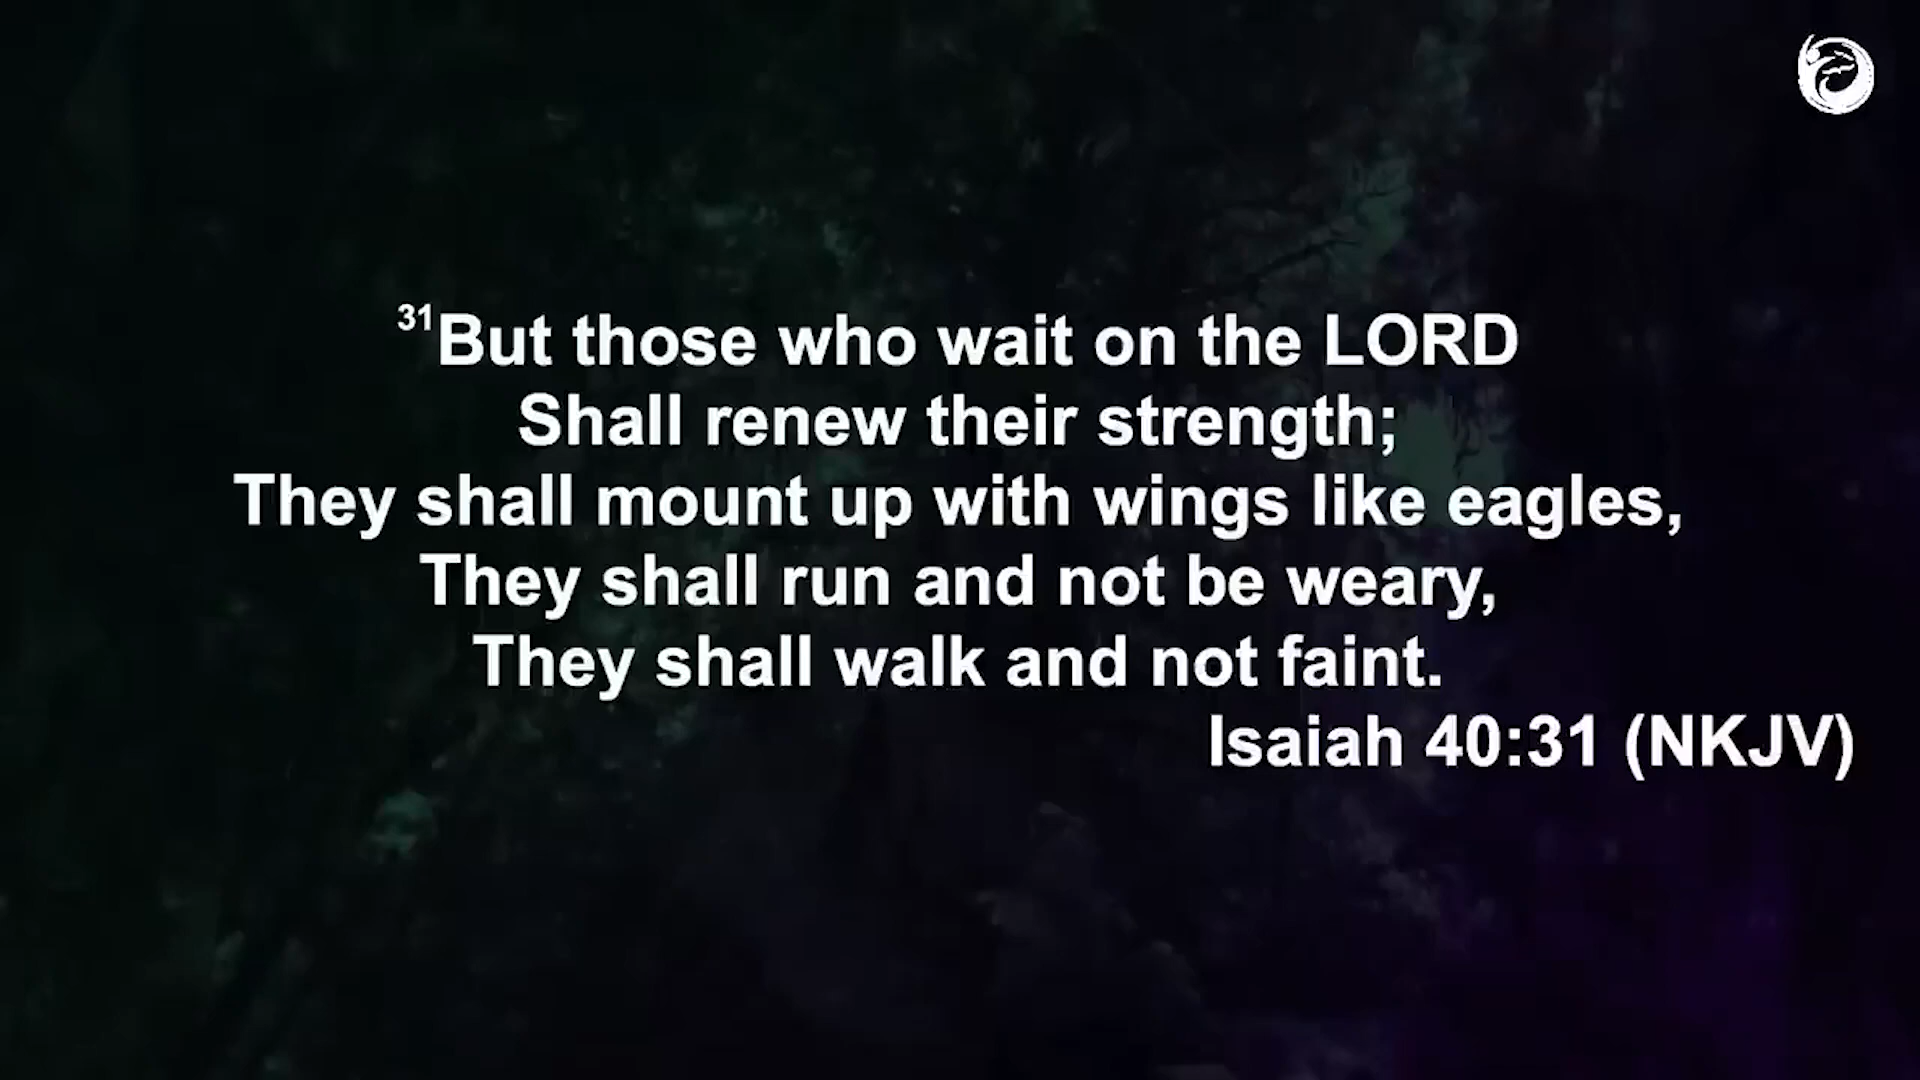 31But those who wait on the LORD
Shall renew their strength;
They shall mount up with wings like eagles,
They shall run and not be weary,
They shall walk and not faint.
Isaiah 40:31 (NKJV)